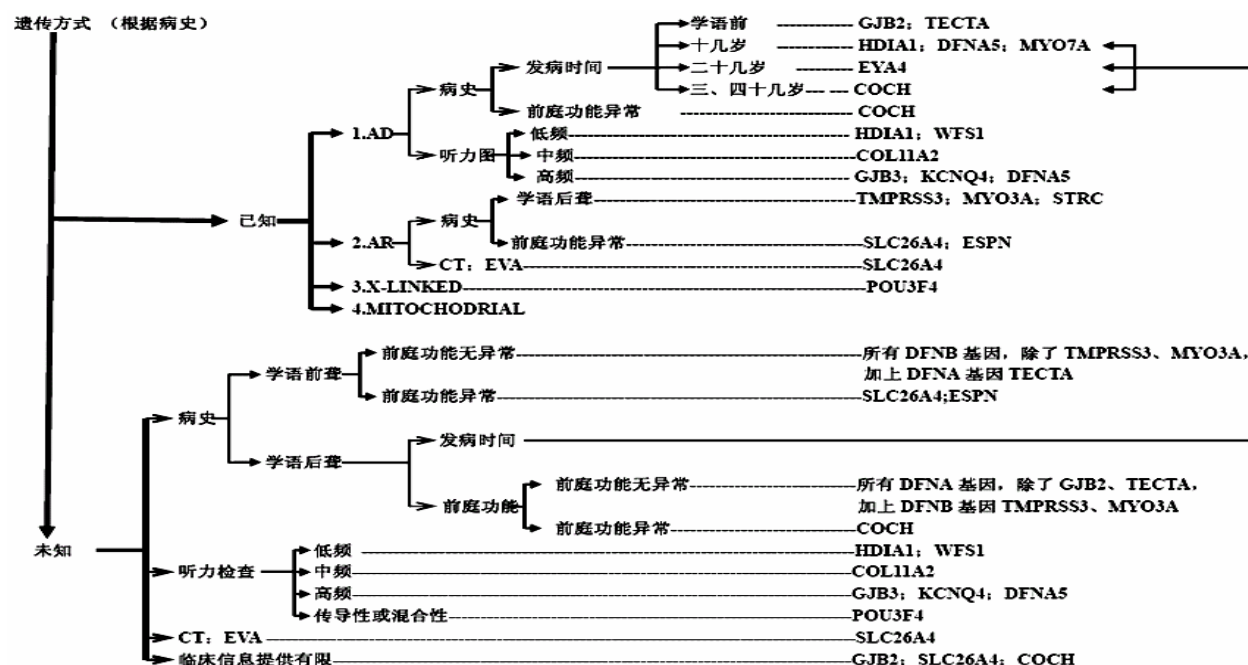 遗传方式 （根据病史）
学语前 GJB2；TECTA
十几岁 HDIA1；DFNA5；MYO7A
发病时间
二十几岁 EYA4
病史
三、四十几岁 COCH
前庭功能异常 COCH
1.AD
低频 HDIA1；WFS1
听力图 中频 COL11A2
高频 GJB3；KCNQ4；DFNA5
学语后聋 TMPRSS3；MYO3A；STRC
已知 病史
2.AR 前庭功能异常 SLC26A4；ESPN
CT：EVA SLC26A4
3.X-LINKED POU3F4
4.MITOCHODRIAL
前庭功能无异常 所有 DFNB 基因，除了 TMPRSS3、MYO3A，
学语前聋 加上 DFNA 基因 TECTA
前庭功能异常 SLC26A4;ESPN
病史
发病时间
学语后聋
前庭功能无异常 所有 DFNA 基因，除了 GJB2、TECTA，
前庭功能 加上 DFNB 基因 TMPRSS3、MYO3A
前庭功能异常 COCH
未知
低频 HDIA1；WFS1
听力检查 中频 COL11A2
高频 GJB3；KCNQ4；DFNA5
传导性或混合性 POU3F4
CT：EVA SLC26A4
临床信息提供有限 GJB2；SLC26A4；COCH